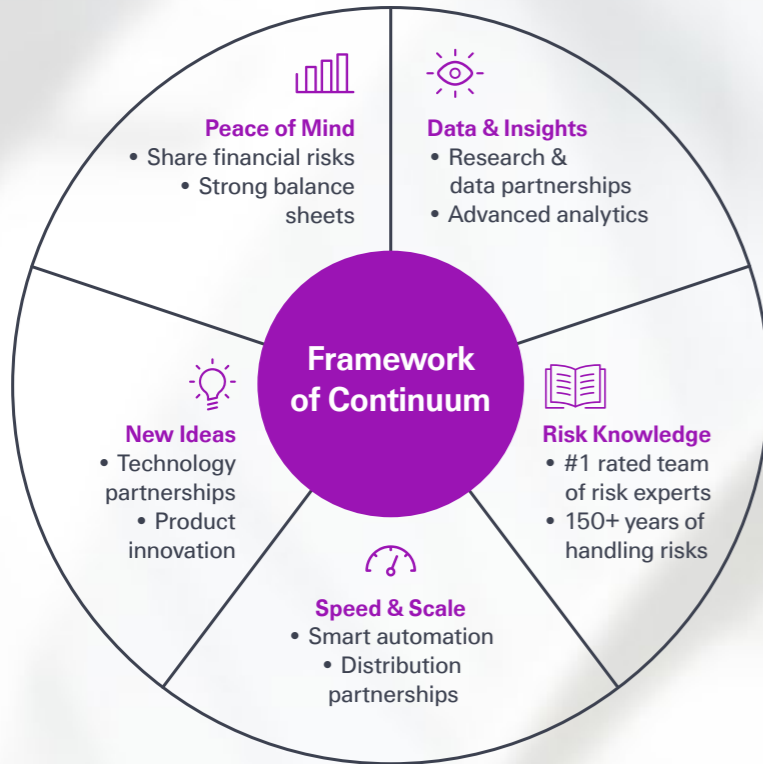 Peace of Mind
• Share financial risks
• Strong balance
sheets
Data & Insights
• Research &
data partnerships
• Advanced analytics
Framework
of Continuum
New Ideas
• Technology
partnerships
• Product
innovation
Risk Knowledge
• #1 rated team
of risk experts
• 150+ years of
handling risks
Speed & Scale
• Smart automation
• Distribution
partnerships